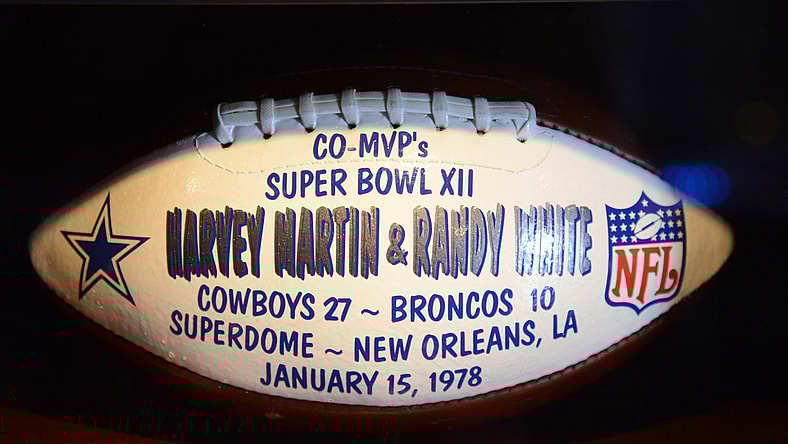 CO-MVP's
SUPER BOWL XII
HARVEY MARTIN & RANDY WHITE
NFL
COWBOYS 27 ~ BRONCOS 10
SUPERDOME ~ NEW ORLEANS, LA
JANUARY 15, 1978